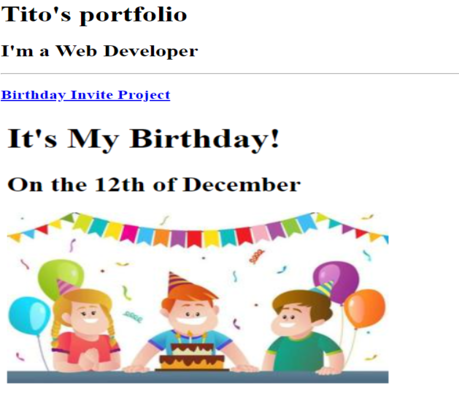 Tito's portfolio
I'm a Web Developer
Birthday Invite Project
It's My Birthday!
On the 12th of December